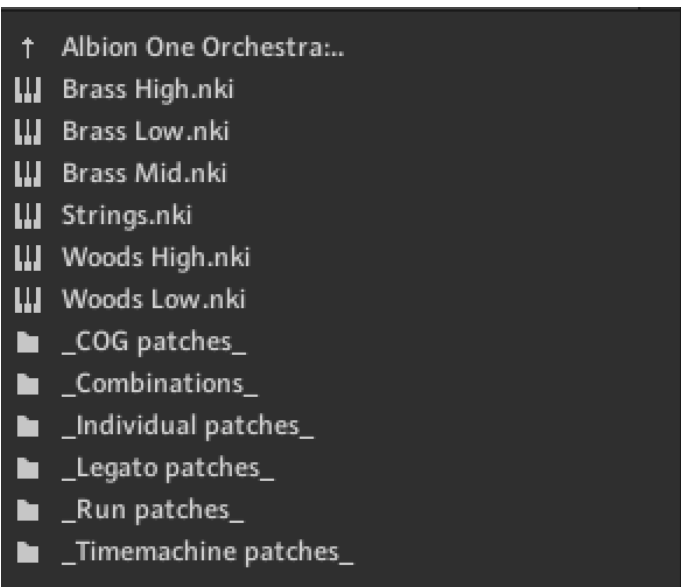 Albion One Orchestra:..
Brass High.nki
Brass Low.nki
Brass Mid.nki
Strings.nki
Woods High.nki
Woods Low.nki
_COG patches_
_Combinations_
_Individual patches_
_Legato patches_
_Run patches_
_Timemachine patches_